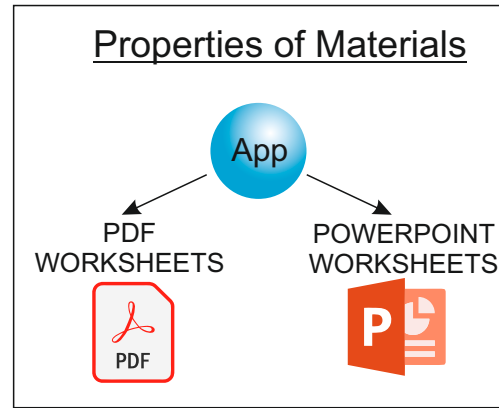 Properties of Materials
App
PDF
WORKSHEETS
POWERPOINT
WORKSHEETS
PDF
P